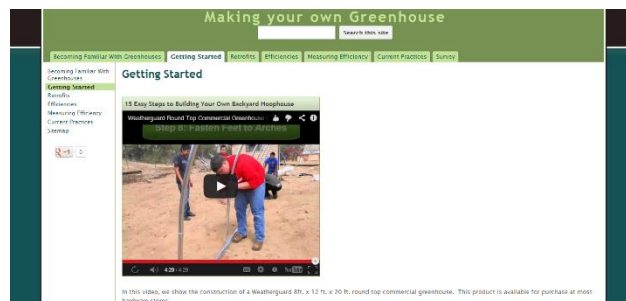 Making your own Greenhouse
Search this site
Becoming Familiar With Greenhouses Getting Started Retrofits Efficiencies Measuring Efficiency Current Practices Survey
Becoming Familiar With
Greenhouses
Getting Started
Retrofits
Efficiencies
Measuring Efficiency
Current Practices
Sitemap
Getting Started
15 Easy Steps to Building Your Own Backyard Hoophouse
Weatherguard Round Top Commercial Greenhouse
Step 8: Fasten Feet to Arches
4:29 / 4:29
In this video, we show the construction of a Weatherguard 8ft. x 12 ft. x 20 ft. round top commercial greenhouse. This product is available for purchase at most
hardware stores.